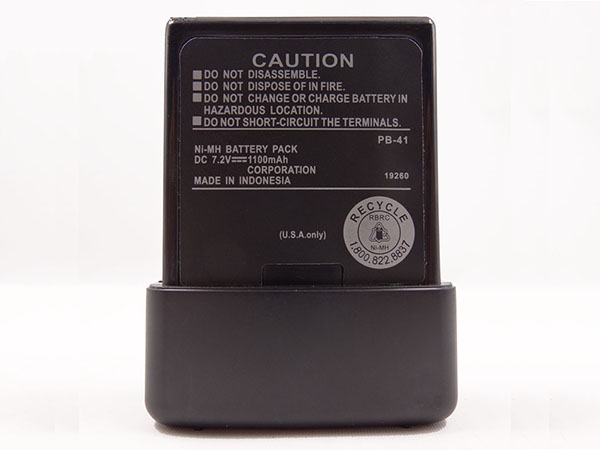 CAUTION
■ DO NOT DISASSEMBLE.
■ DO NOT DISPOSE OF IN FIRE.
■ DO NOT CHANGE OR CHARGE BATTERY IN
HAZARDOUS LOCATION.
■ DO NOT SHORT-CIRCUIT THE TERMINALS.
PB-41
Ni-MH BATTERY PACK
DC 7.2V⎓1100mAh
CORPORATION
MADE IN INDONESIA
19260
(U.S.A.only)
RECYCLE
RBRC
Ni-MH
1.800.822.8837